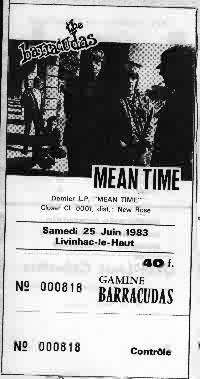 the
barracudas
MEAN TIME
Dernier L.P. "MEAN TIME"
Closer CL 0001, dist.: New Rose
Samedi 25 Juin 1983
Livinhac-le-Haut
40 f.
Nº 000818
GAMINE
BARRACUDAS
Nº 000818
Contrôle